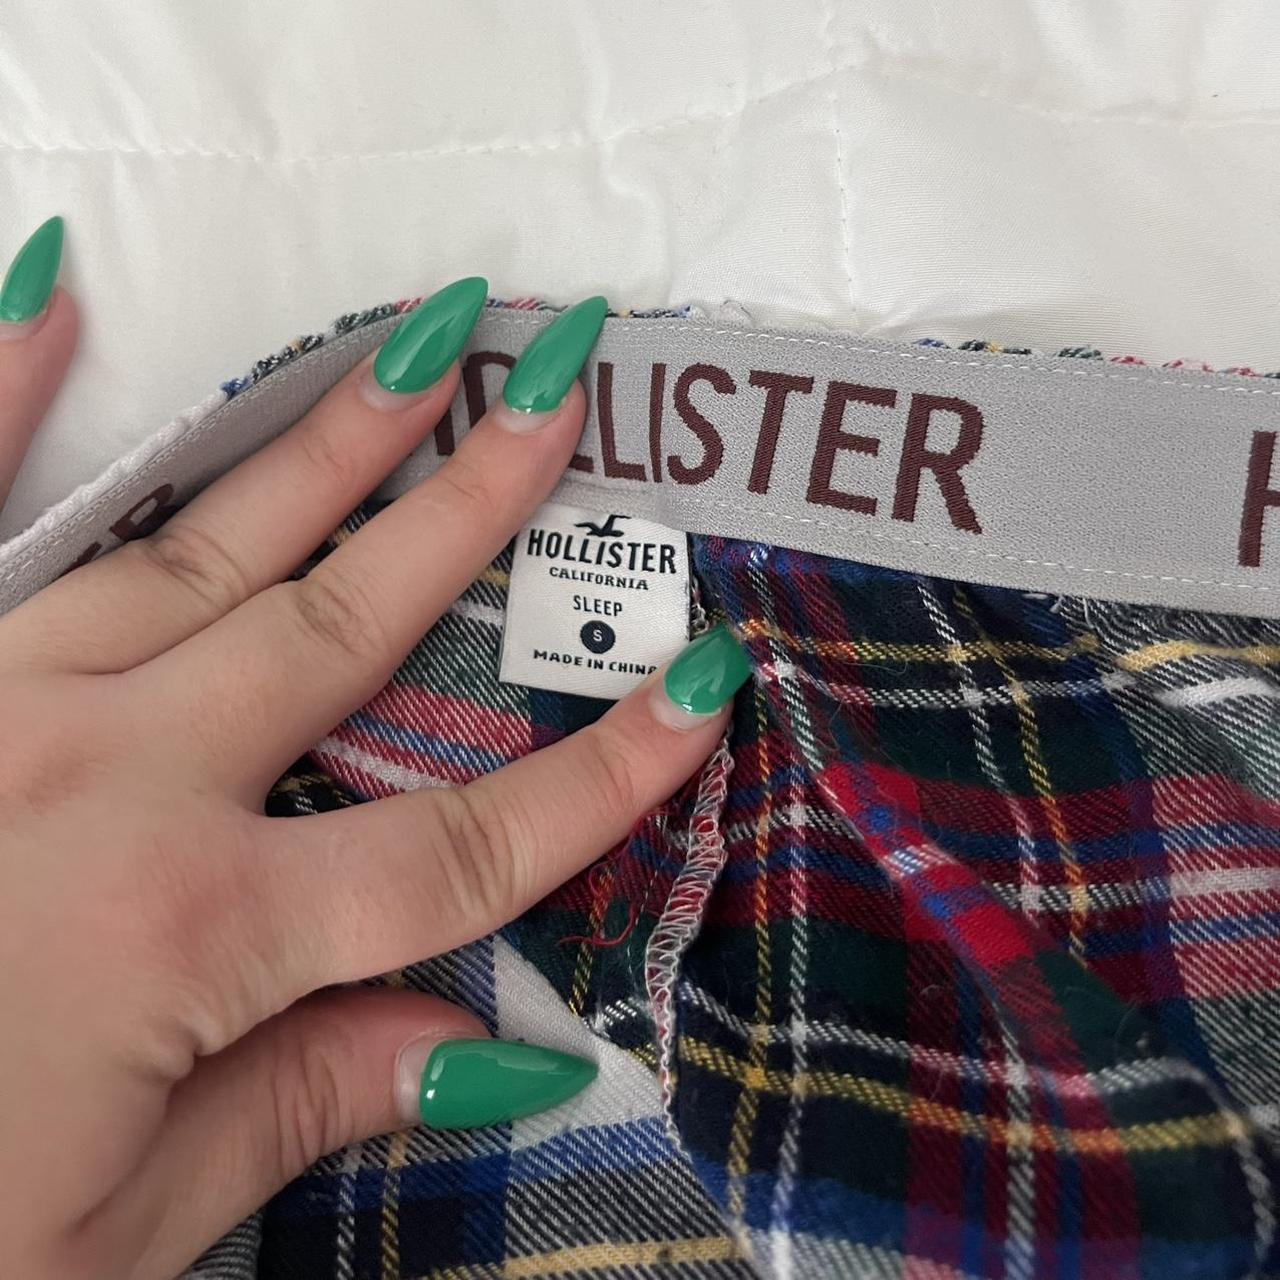 HOLLISTER
HOLLISTER
CALIFORNIA
SLEEP
S
MADE IN CHINA